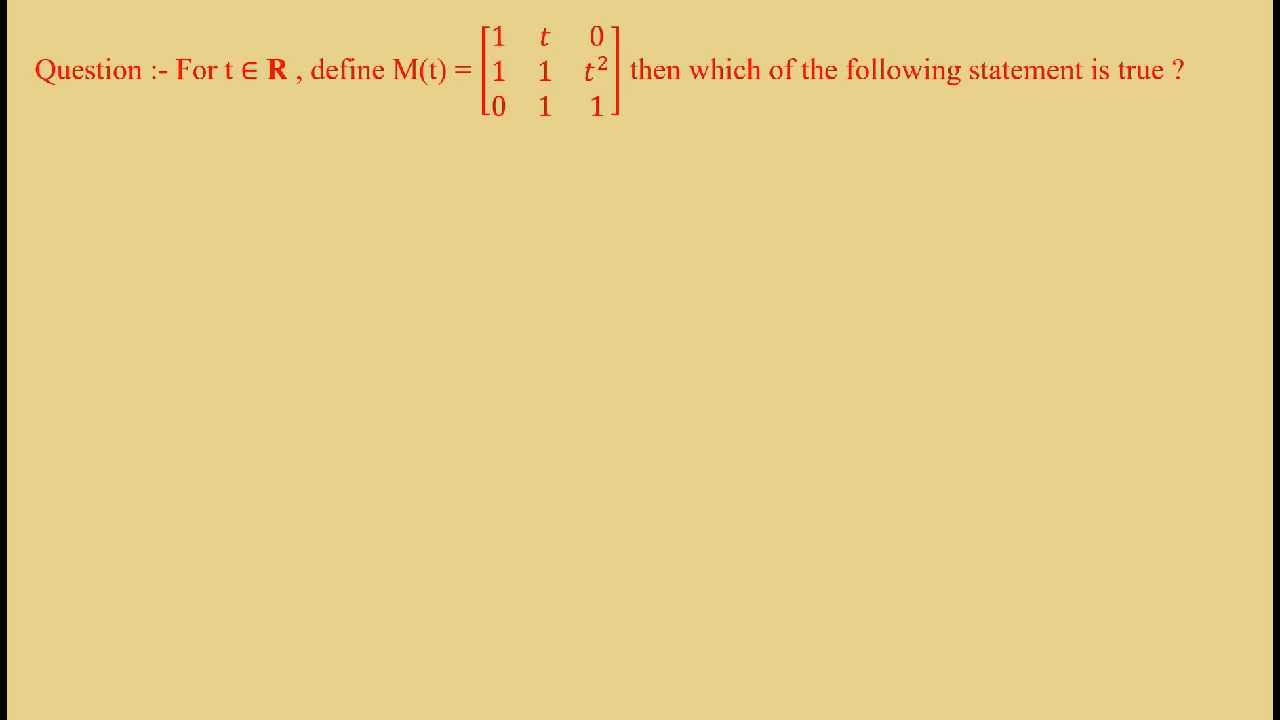 Question :- For t ∈ R , define M(t) = [1 t 0; 1 1 t²; 0 1 1] then which of the following statement is true ?